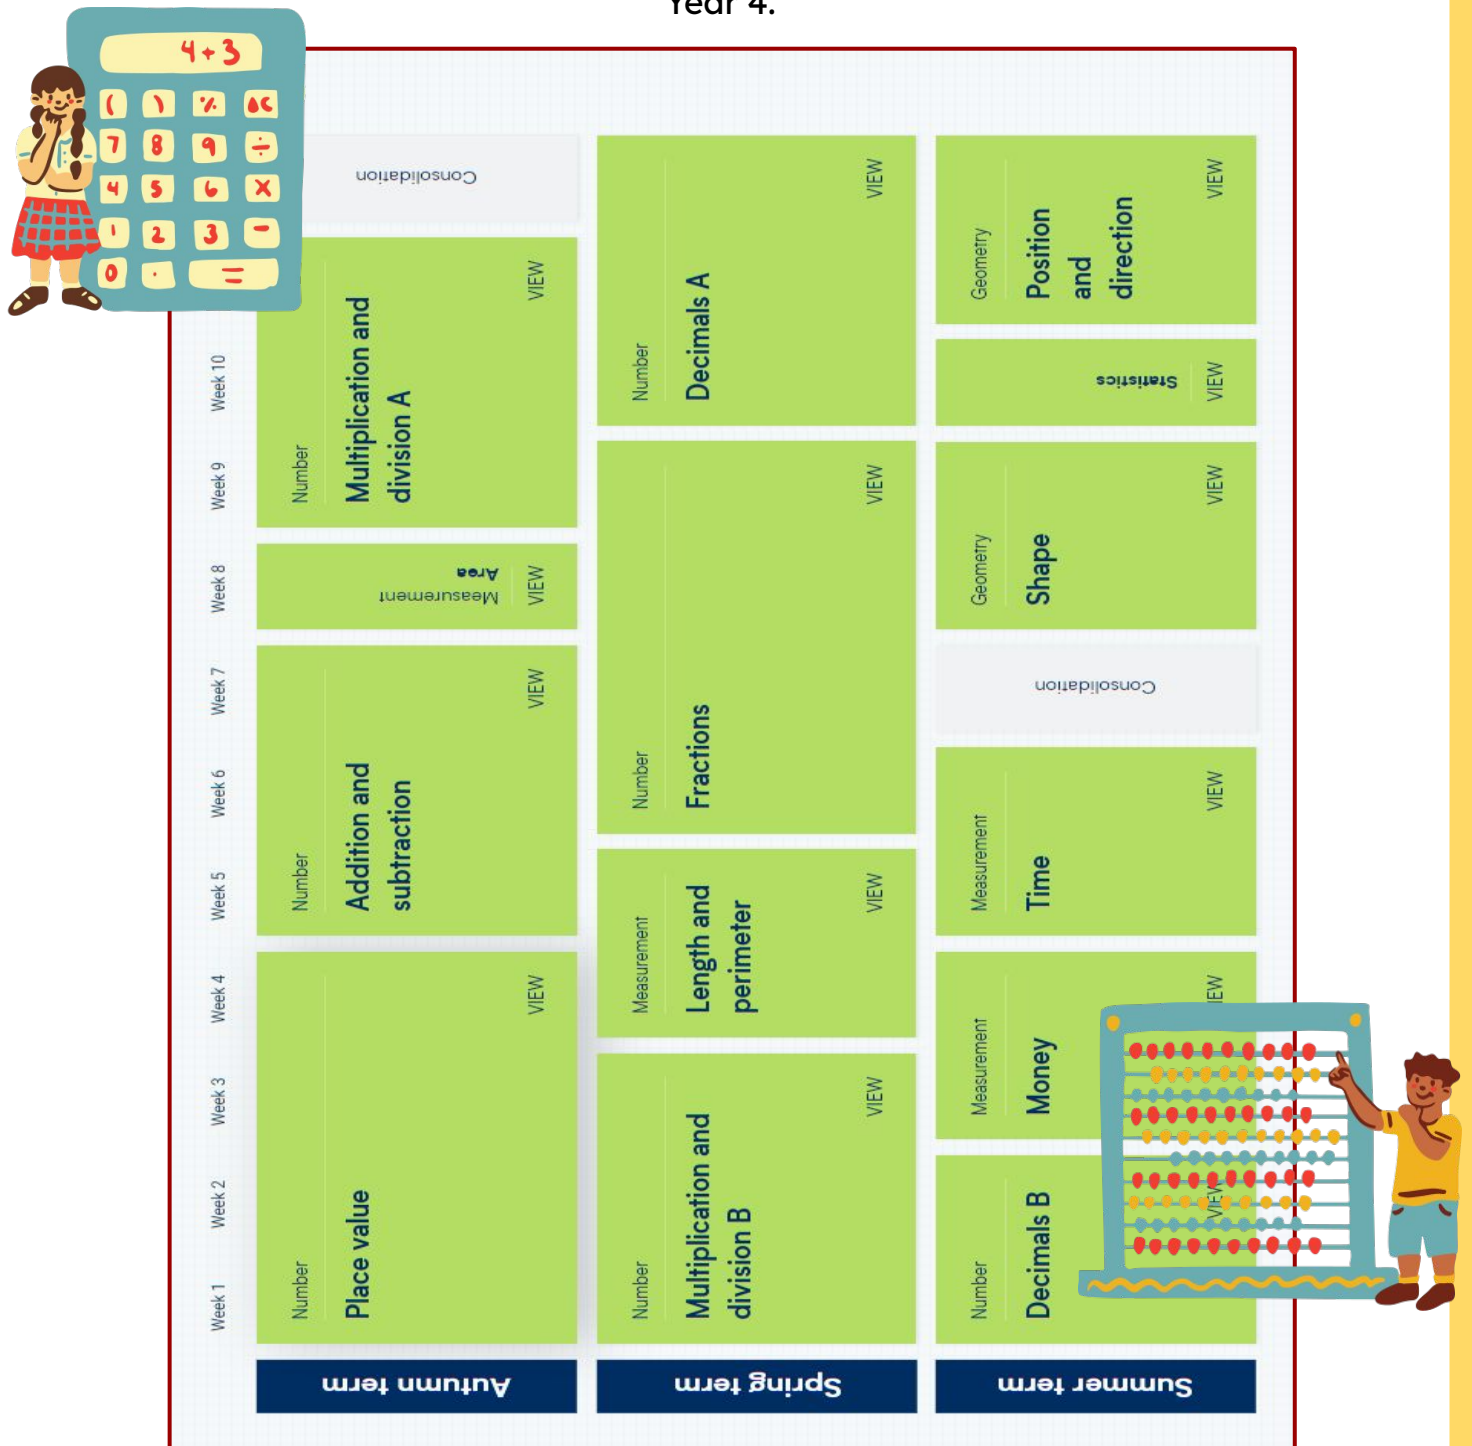 Year 4.
4+3
( ) % AC
7 8 9 ÷
4 5 6 X
1 2 3 -
0 . =
Week 1
Week 2
Week 3
Week 4
Week 5
Week 6
Week 7
Week 8
Week 9
Week 10
Autumn term
Number
Place value
VIEW
Number
Addition and
subtraction
VIEW
Measurement
Area
VIEW
Number
Multiplication and
division A
VIEW
Consolidation
Spring term
Number
Multiplication and
division B
VIEW
Measurement
Length and
perimeter
VIEW
Number
Fractions
VIEW
Number
Decimals A
VIEW
Summer term
Number
Decimals B
VIEW
Measurement
Money
EW
Measurement
Time
VIEW
Consolidation
Geometry
Shape
VIEW
Statistics
VIEW
Geometry
Position
and
direction
VIEW